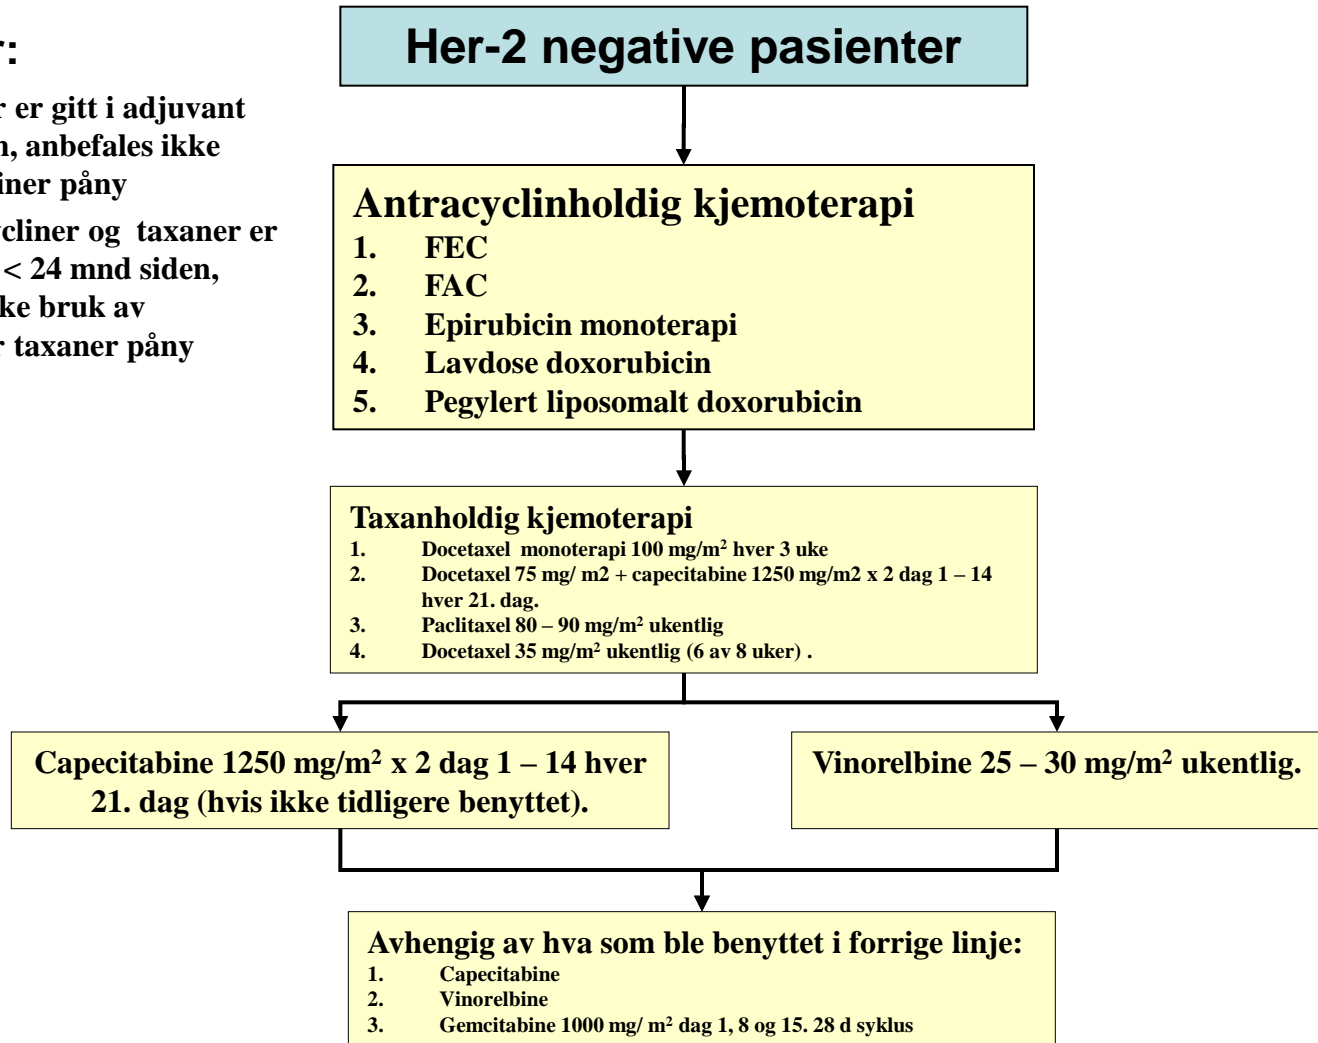 Her-2 negative pasienter
r:
r er gitt i adjuvant
n, anbefales ikke
iner påny
cliner og taxaner er
< 24 mnd siden,
ke bruk av
r taxaner påny
Antracyclinholdig kjemoterapi
1. FEC
2. FAC
3. Epirubicin monoterapi
4. Lavdose doxorubicin
5. Pegylert liposomalt doxorubicin
Taxanholdig kjemoterapi
1. Docetaxel monoterapi 100 mg/m² hver 3 uke
2. Docetaxel 75 mg/ m2 + capecitabine 1250 mg/m2 x 2 dag 1 – 14
hver 21. dag.
3. Paclitaxel 80 – 90 mg/m² ukentlig
4. Docetaxel 35 mg/m² ukentlig (6 av 8 uker) .
Capecitabine 1250 mg/m² x 2 dag 1 – 14 hver
21. dag (hvis ikke tidligere benyttet).
Vinorelbine 25 – 30 mg/m² ukentlig.
Avhengig av hva som ble benyttet i forrige linje:
1. Capecitabine
2. Vinorelbine
3. Gemcitabine 1000 mg/ m² dag 1, 8 og 15. 28 d syklus